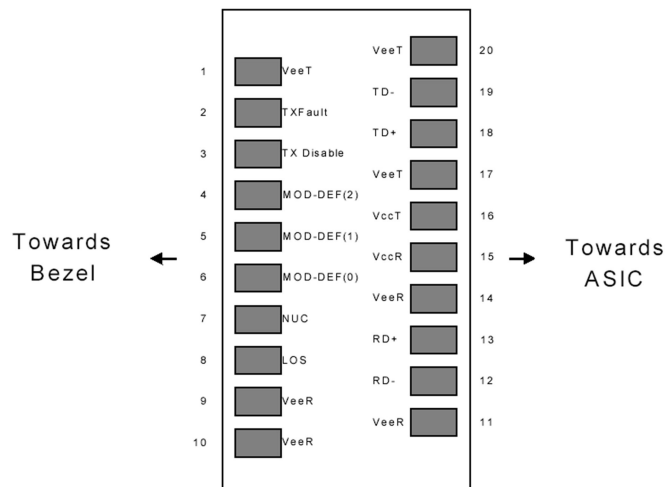 VeeT 20
1 VeeT
TD- 19
2 TXFault
TD+ 18
3 TX Disable
VeeT 17
4 MOD-DEF(2)
VccT 16
5 MOD-DEF(1)
Towards
Bezel
VccR 15
Towards
ASIC
6 MOD-DEF(0)
VeeR 14
7 NUC
RD+ 13
8 LOS
RD- 12
9 VeeR
VeeR 11
10 VeeR